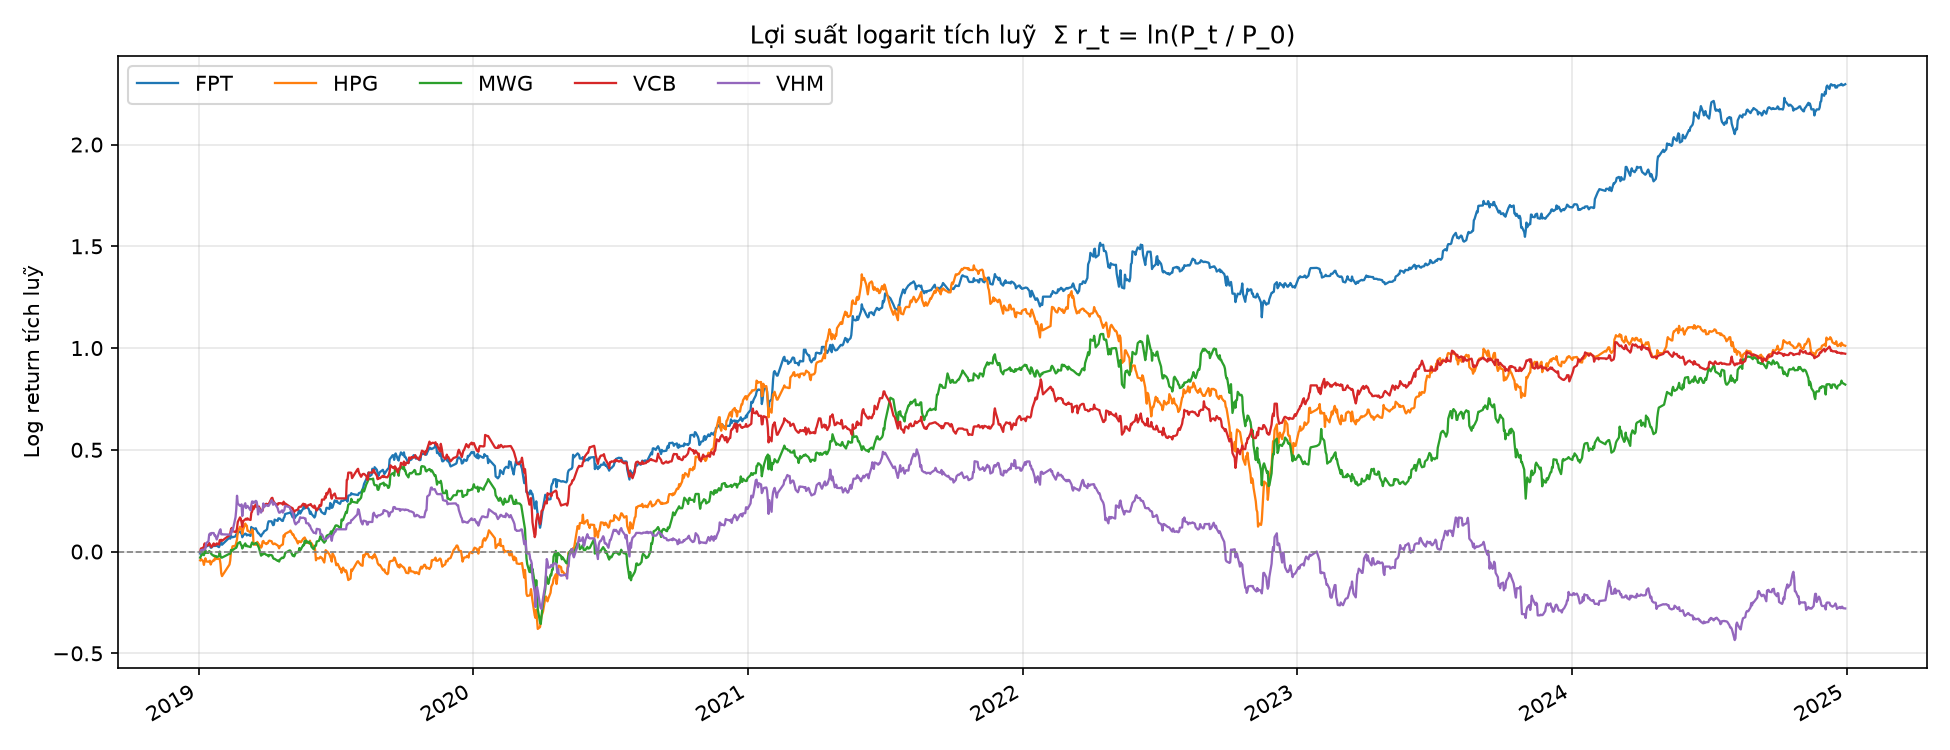 Lợi suất logarit tích luỹ  Σ r_t = ln(P_t / P_0)
FPT HPG MWG VCB VHM
Log return tích luỹ
2.0
1.5
1.0
0.5
0.0
−0.5
2019 2020 2021 2022 2023 2024 2025